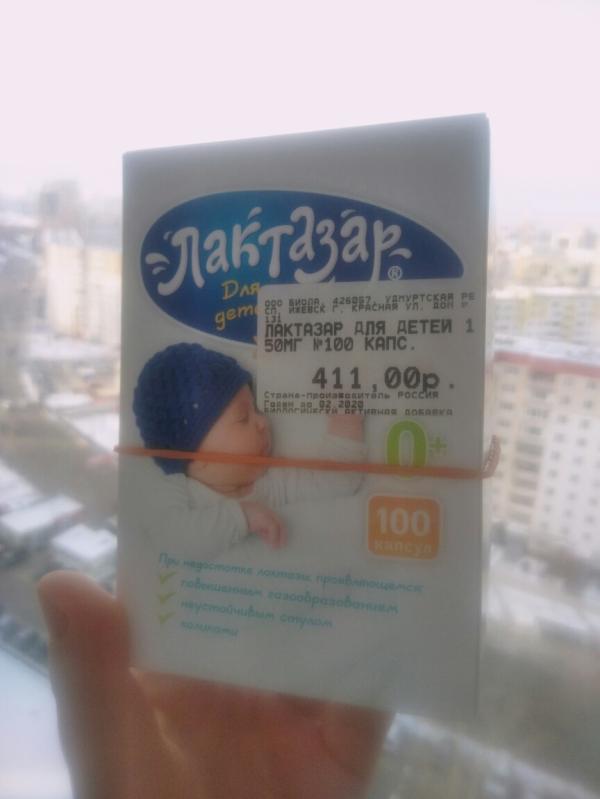 Лактазар®
Для
дете
ООО ВИОЛА, 426057, УДМУРТСКАЯ РЕ
СП, ИЖЕВСК Г, КРАСНАЯ УЛ, ДОН №
131
ЛАКТАЗАР ДЛЯ ДЕТЕЙ 1
50МГ №100 КАПС.
411,00р.
Страна-производитель РОССИЯ
Годен до 02.2020
БИОЛОГИЧЕСКИ АКТИВНАЯ ДОБАВКА
0+
100
капсул
При недостатке лактазы, проявляющемся:
повышенным газообразованием
неустойчивым стулом
коликами